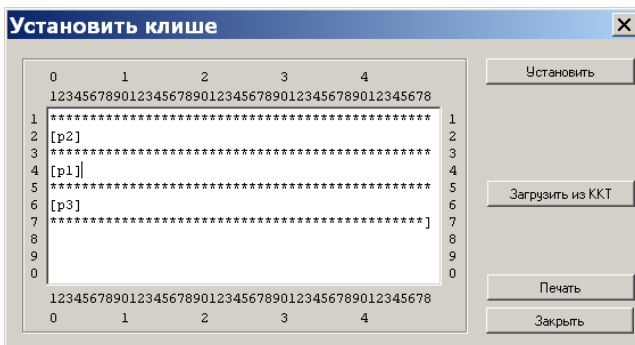 Установить клише
0 1 2 3 4
123456789012345678901234567890123456789012345678
1 ************************************************ 1
2 [p2] 2
3 ************************************************ 3
4 [p1] 4
5 ************************************************ 5
6 [p3] 6
7 ***********************************************] 7
8 8
9 9
0 0
123456789012345678901234567890123456789012345678
0 1 2 3 4
Установить
Загрузить из ККТ
Печать
Закрыть